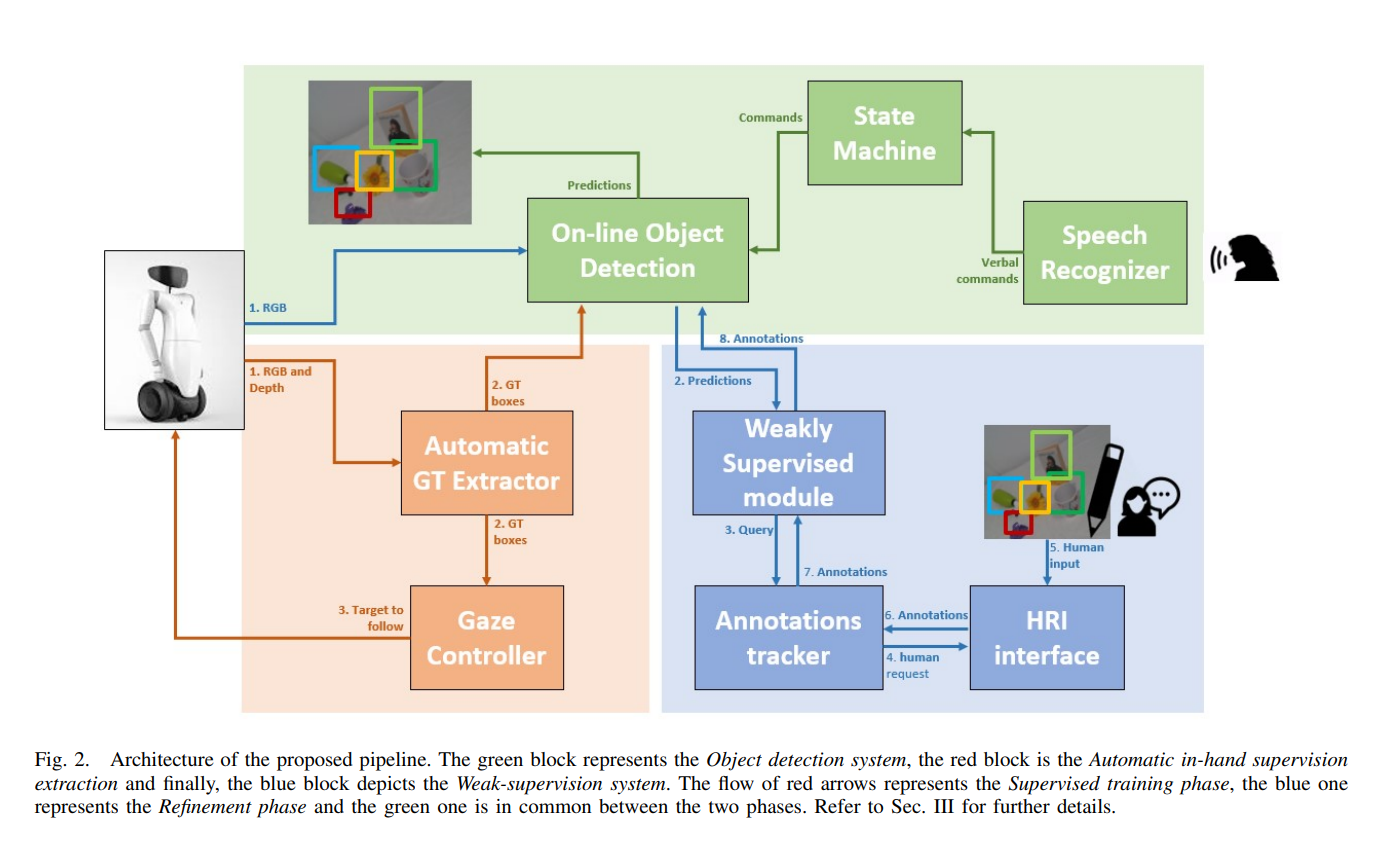 Commands
State
Machine
Predictions
On-line Object
Detection
Speech
Recognizer
Verbal
commands
1. RGB
8. Annotations
1. RGB and
Depth
2. GT
boxes
2. Predictions
Automatic
GT Extractor
Weakly
Supervised
module
2. GT
boxes
3. Query
5. Human
input
7. Annotations
3. Target to
follow
Gaze
Controller
Annotations
tracker
6. Annotations
4. human
request
HRI
interface
Fig. 2. Architecture of the proposed pipeline. The green block represents the Object detection system, the red block is the Automatic in-hand supervision
extraction and finally, the blue block depicts the Weak-supervision system. The flow of red arrows represents the Supervised training phase, the blue one
represents the Refinement phase and the green one is in common between the two phases. Refer to Sec. III for further details.